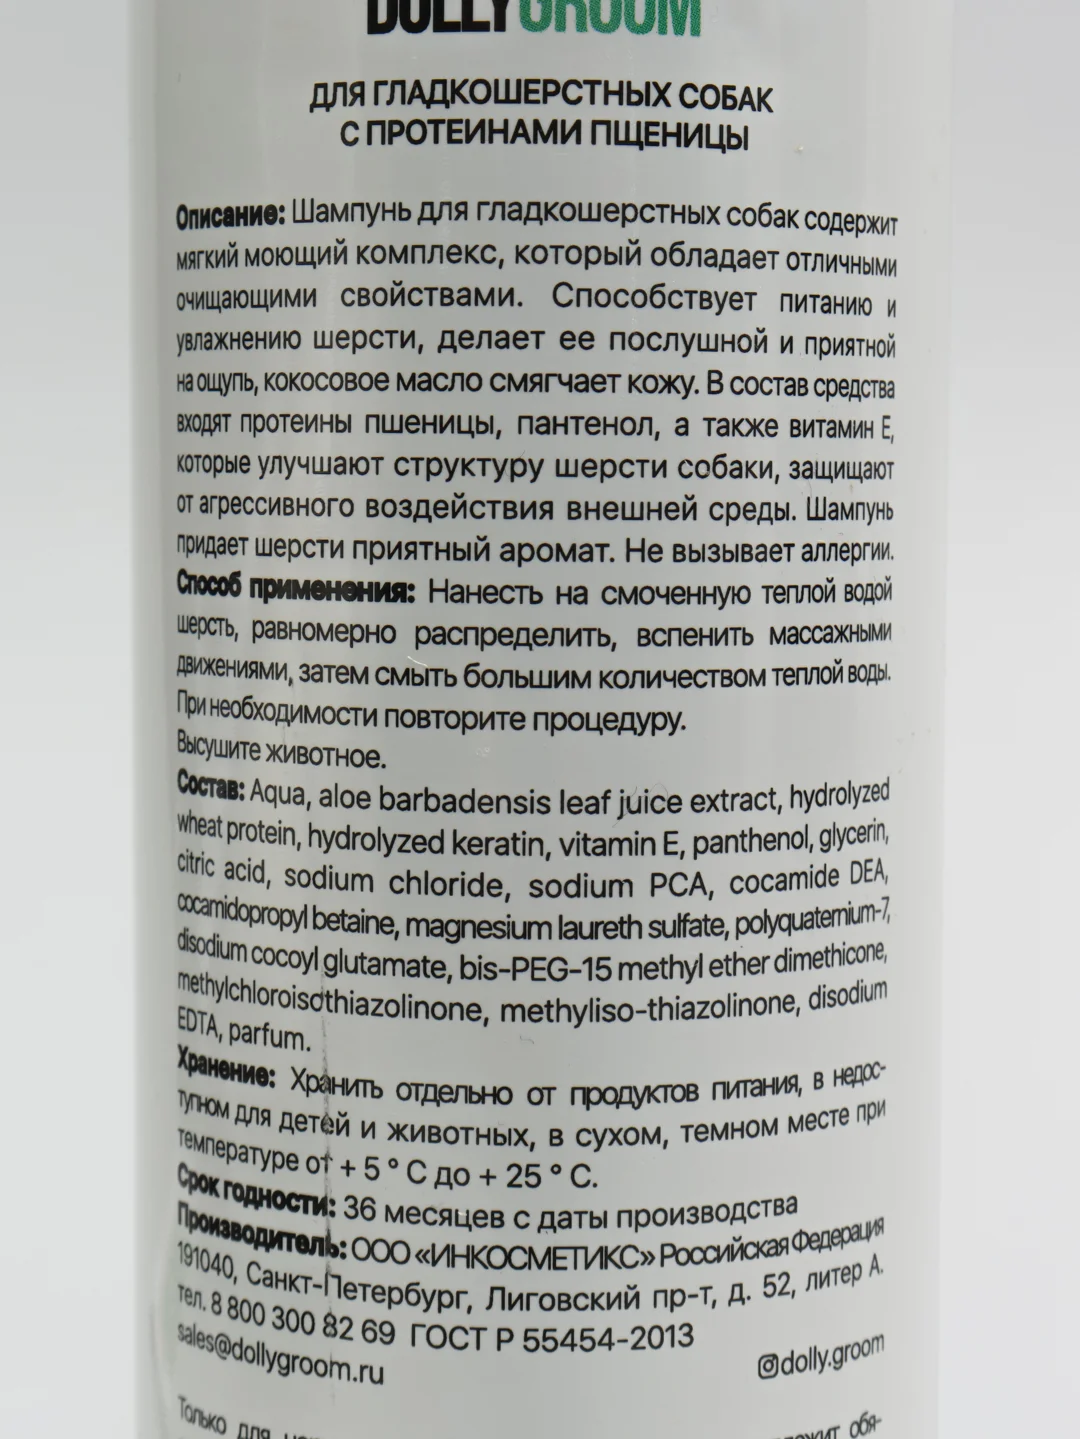 DOLLYGROOM
ДЛЯ ГЛАДКОШЕРСТНЫХ СОБАК
С ПРОТЕИНАМИ ПЩЕНИЦЫ
Описание: Шампунь для гладкошерстных собак содержит
мягкий моющий комплекс, который обладает отличными
очищающими свойствами. Способствует питанию и
увлажнению шерсти, делает ее послушной и приятной
на ощупь, кокосовое масло смягчает кожу. В состав средства
входят протеины пшеницы, пантенол, а также витамин Е,
которые улучшают структуру шерсти собаки, защищают
от агрессивного воздействия внешней среды. Шампунь
придает шерсти приятный аромат. Не вызывает аллергии.
Способ применения: Нанесть на смоченную теплой водой
шерсть, равномерно распределить, вспенить массажными
движениями, затем смыть большим количеством теплой воды.
При необходимости повторите процедуру.
Высушите животное.
Состав: Aqua, aloe barbadensis leaf juice extract, hydrolyzed
wheat protein, hydrolyzed keratin, vitamin E, panthenol, glycerin,
citric acid, sodium chloride, sodium PCA, cocamide DEA,
cocamidopropyl betaine, magnesium laureth sulfate, polyquaternium-7,
disodium cocoyl glutamate, bis-PEG-15 methyl ether dimethicone,
methylchloroisothiazolinone, methyliso-thiazolinone, disodium
EDTA, parfum.
Хранение: Хранить отдельно от продуктов питания, в недос-
тупном для детей и животных, в сухом, темном месте при
температуре от + 5 ° С до + 25 ° С.
Срок годности: 36 месяцев с даты производства
Производитель: ООО «ИНКОСМЕТИКС» Российская Федерация
191040, Санкт-Петербург, Лиговский пр-т, д. 52, литер А.
тел. 8 800 300 82 69 ГОСТ Р 55454-2013
sales@dollygroom.ru
dolly.groom
Только для обя-